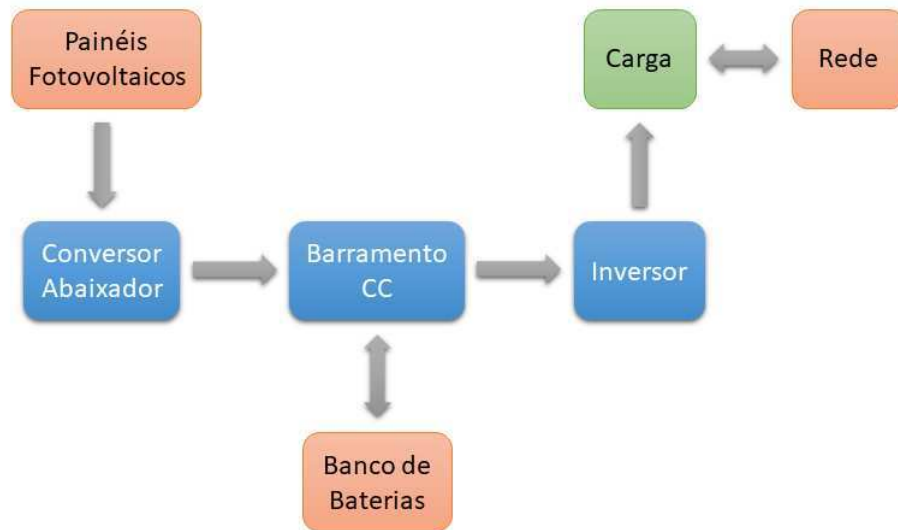 Painéis
Fotovoltaicos
Carga
Rede
Conversor
Abaixador
Barramento
CC
Inversor
Banco de
Baterias